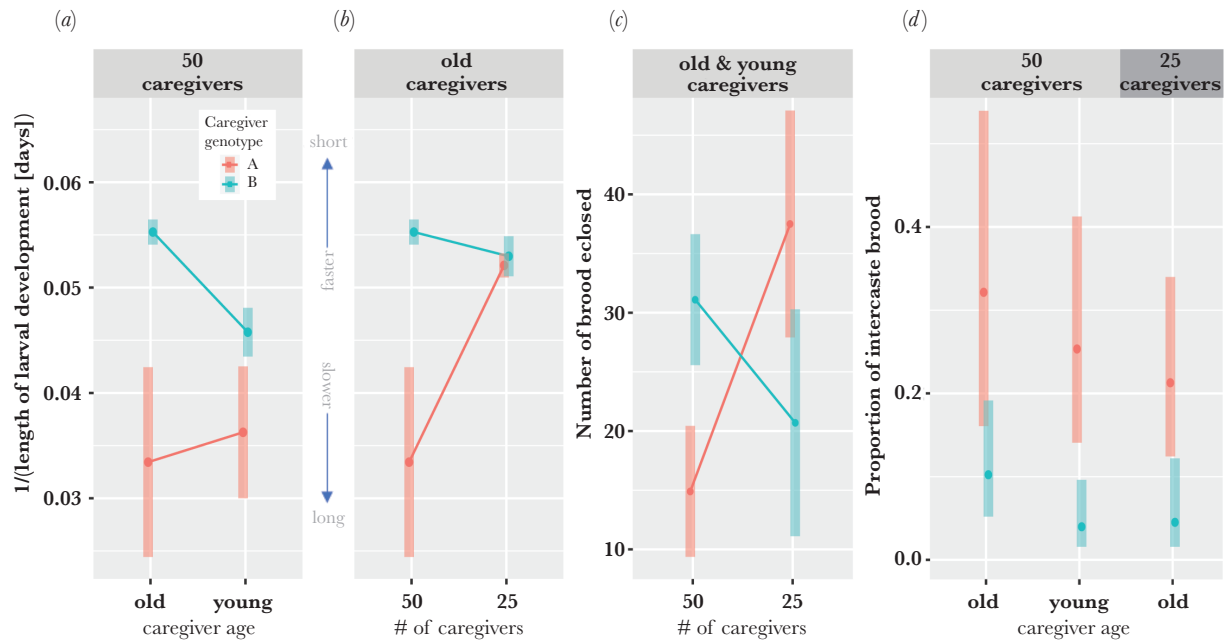 (a)
50
caregivers
1/(length of larval development [days])
0.06
0.05
0.04
0.03
Caregiver
genotype
A
B
old
young
caregiver age
short
faster
slower
long
(b)
old
caregivers
50
25
# of caregivers
(c)
old & young
caregivers
Number of brood eclosed
40
30
20
10
50
25
# of caregivers
(d)
50
caregivers
25
caregivers
Proportion of intercaste brood
0.4
0.2
0.0
old
young
old
caregiver age